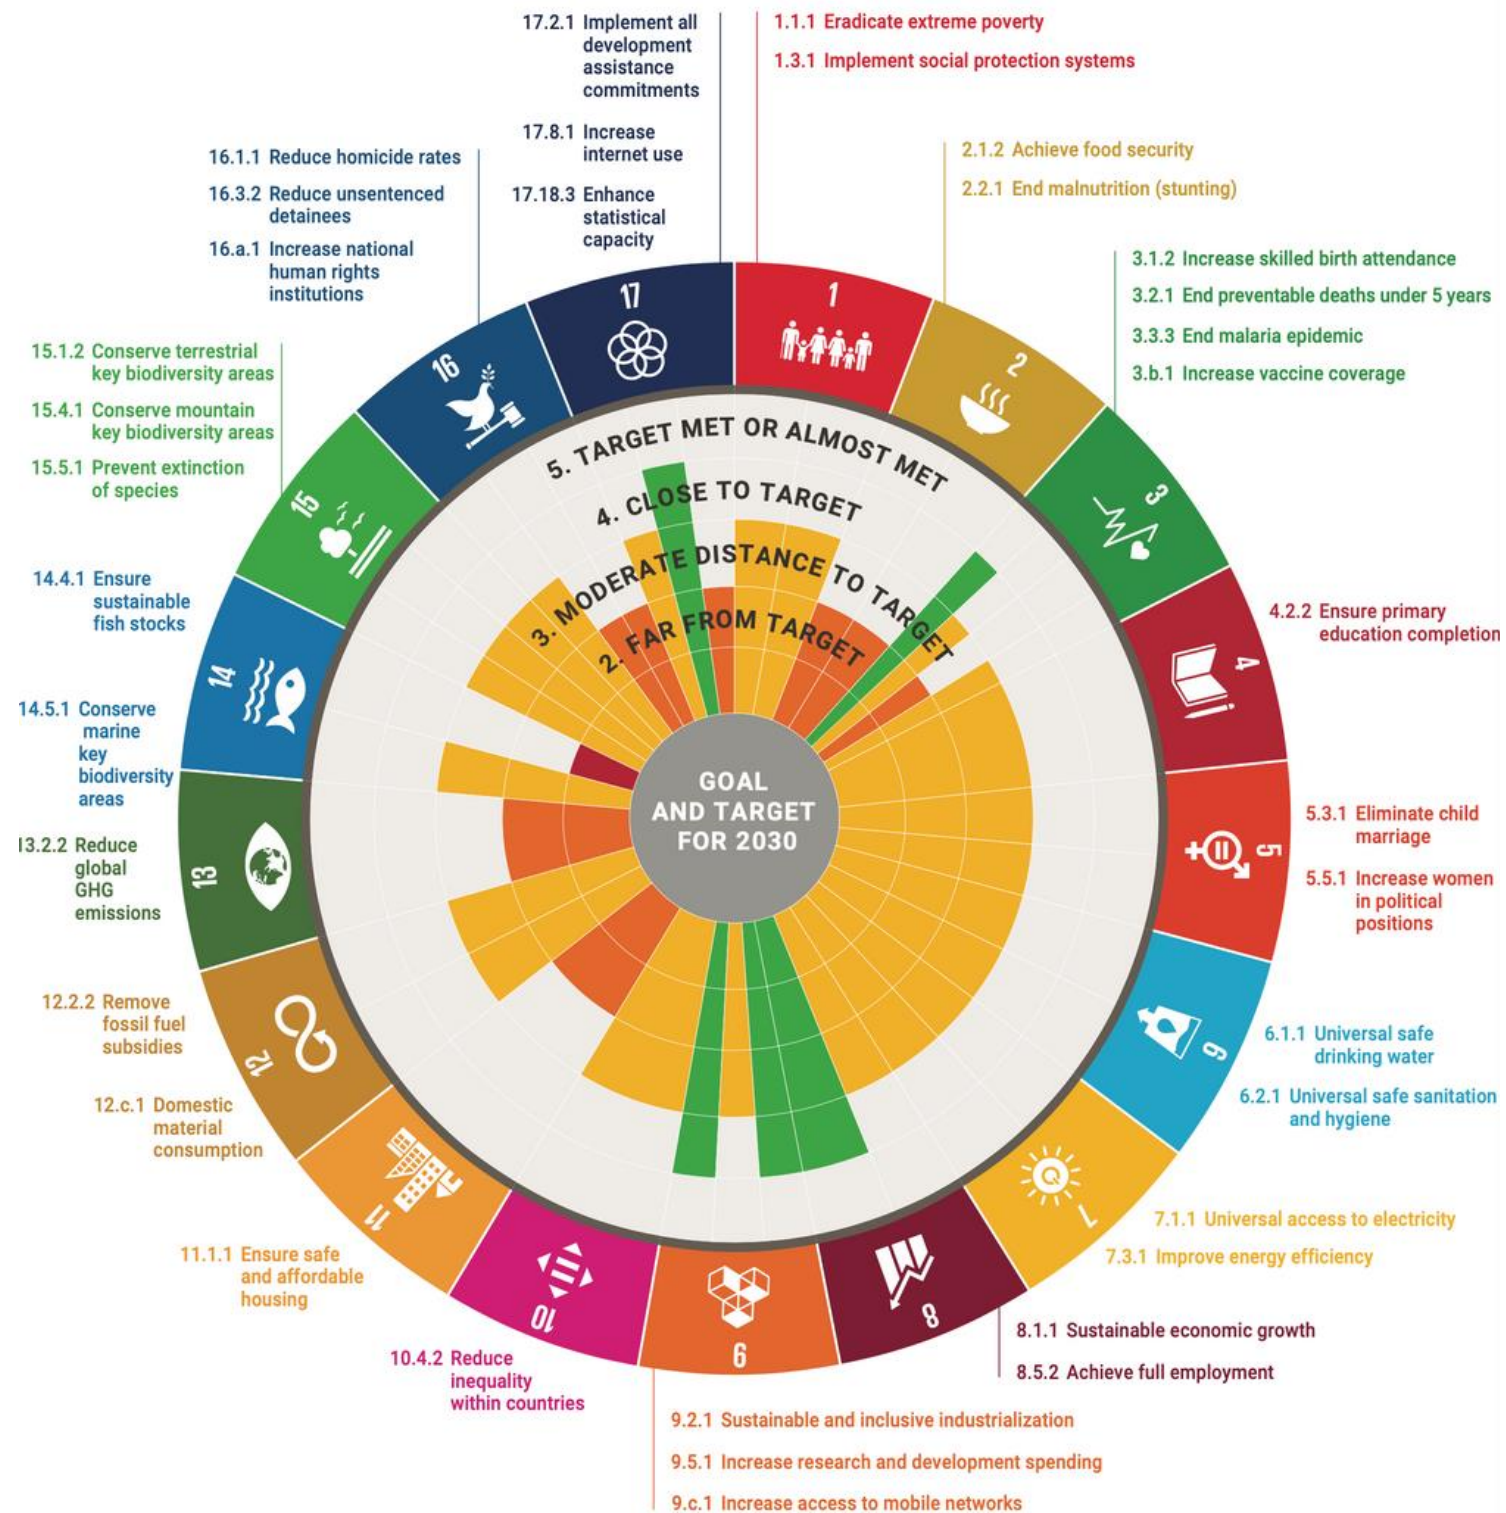 17.2.1 Implement all
development
assistance
commitments
17.8.1 Increase
internet use
17.18.3 Enhance
statistical
capacity
1.1.1 Eradicate extreme poverty
1.3.1 Implement social protection systems
2.1.2 Achieve food security
2.2.1 End malnutrition (stunting)
3.1.2 Increase skilled birth attendance
3.2.1 End preventable deaths under 5 years
3.3.3 End malaria epidemic
3.b.1 Increase vaccine coverage
4.2.2 Ensure primary
education completion
5.3.1 Eliminate child
marriage
5.5.1 Increase women
in political
positions
6.1.1 Universal safe
drinking water
6.2.1 Universal safe sanitation
and hygiene
7.1.1 Universal access to electricity
7.3.1 Improve energy efficiency
8.1.1 Sustainable economic growth
8.5.2 Achieve full employment
9.2.1 Sustainable and inclusive industrialization
9.5.1 Increase research and development spending
9.c.1 Increase access to mobile networks
10.4.2 Reduce
inequality
within countries
11.1.1 Ensure safe
and affordable
housing
12.2.2 Remove
fossil fuel
subsidies
12.c.1 Domestic
material
consumption
13.2.2 Reduce
global
GHG
emissions
14.4.1 Ensure
sustainable
fish stocks
14.5.1 Conserve
marine
key
biodiversity
areas
15.1.2 Conserve terrestrial
key biodiversity areas
15.4.1 Conserve mountain
key biodiversity areas
15.5.1 Prevent extinction
of species
16.1.1 Reduce homicide rates
16.3.2 Reduce unsentenced
detainees
16.a.1 Increase national
human rights
institutions
1
2
3
4
5
6
7
8
9
10
11
12
13
14
15
16
17
5. TARGET MET OR ALMOST MET
4. CLOSE TO TARGET
3. MODERATE DISTANCE TO TARGET
2. FAR FROM TARGET
GOAL
AND TARGET
FOR 2030